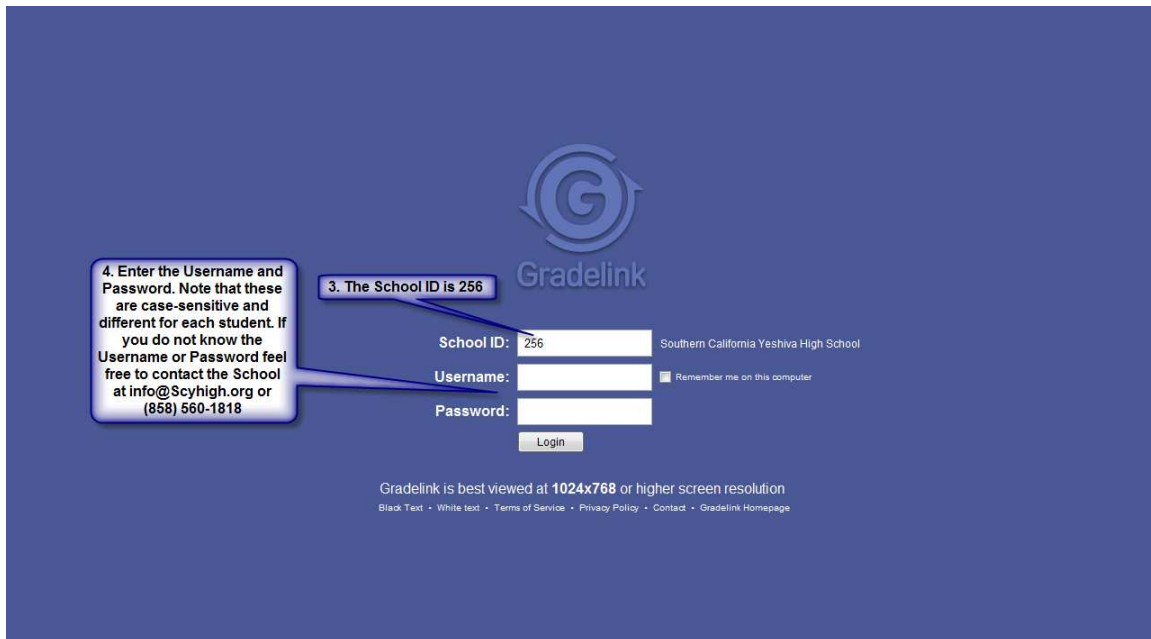 G
Gradelink
4. Enter the Username and
Password. Note that these
are case-sensitive and
different for each student. If
you do not know the
Username or Password feel
free to contact the School
at info@Scyhigh.org or
(858) 560-1818
3. The School ID is 256
School ID: 256 Southern California Yeshiva High School
Username: Remember me on this computer
Password:
Login
Gradelink is best viewed at 1024x768 or higher screen resolution
Black Text • White text • Terms of Service • Privacy Policy • Contact • Gradelink Homepage